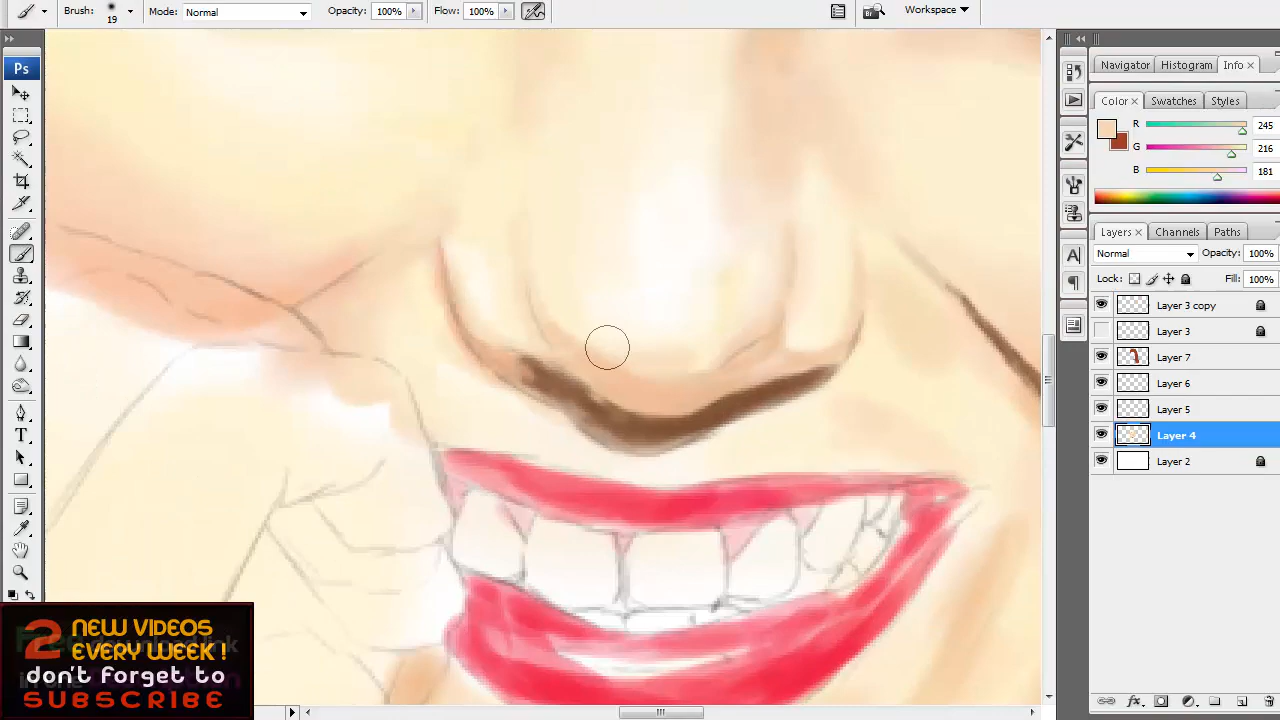 Brush: 19 Mode: Normal Opacity: 100% Flow: 100% Workspace
Ps
Navigator Histogram Info
Color Swatches Styles
R 245
G 216
B 181
Layers Channels Paths
Normal Opacity: 100%
Lock: Fill: 100%
Layer 3 copy
Layer 3
Layer 7
Layer 6
Layer 5
Layer 4
Layer 2
2 NEW VIDEOS
EVERY WEEK !
don't forget to
SUBSCRIBE